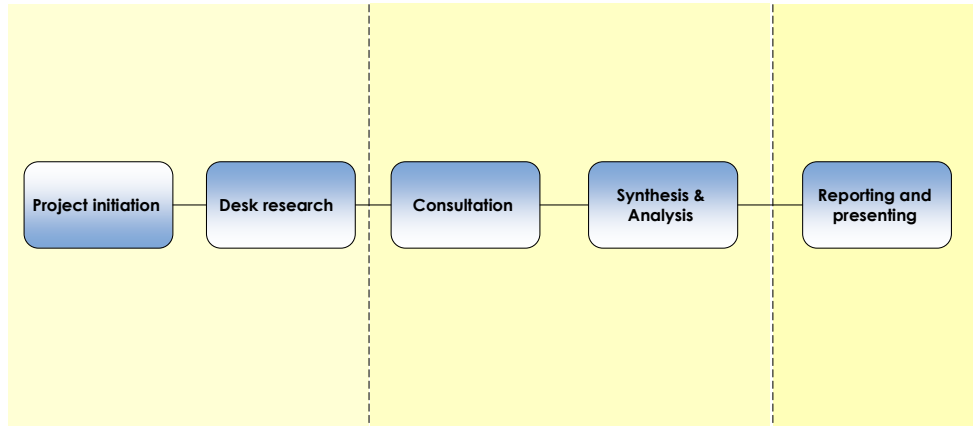 Project initiation
Desk research
Consultation
Synthesis &
Analysis
Reporting and
presenting